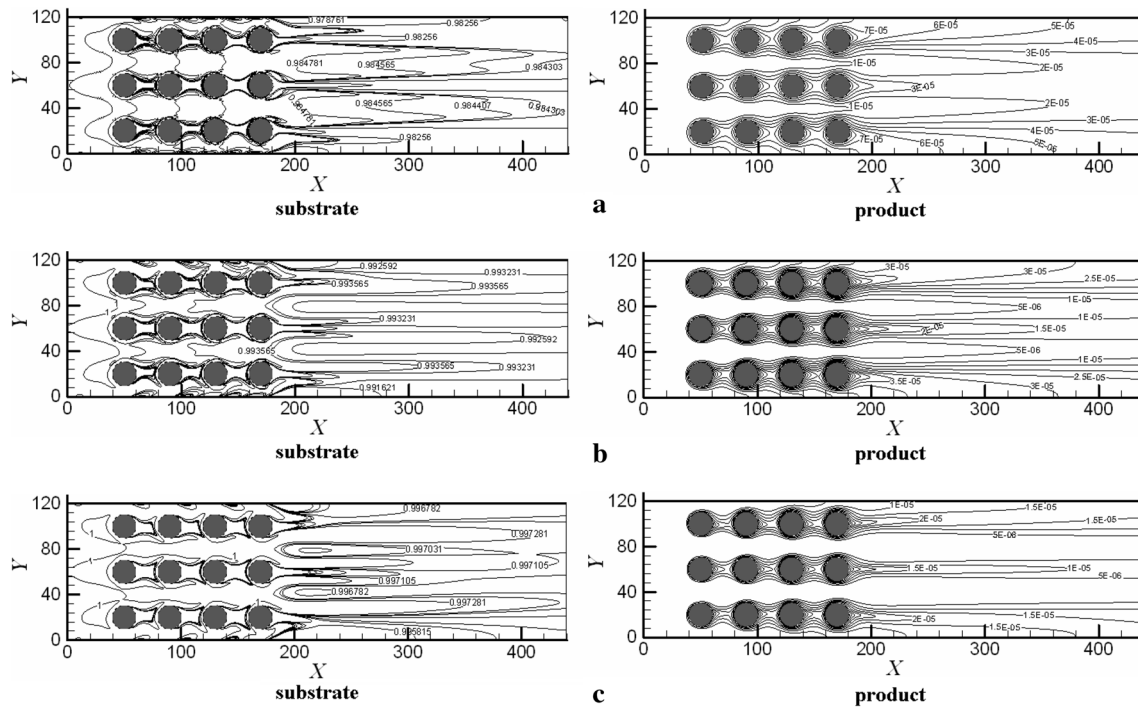 120
80
40
0
Y
0.978761
0.98256
0.984781
0.984565
0.984303
0.984781
0.984565
0.984407
0.984303
0.98256
0 100 200 300 400
X
substrate
a
120
80
40
0
Y
7E-05
6E-05
5E-05
4E-05
3E-05
1E-05
2E-05
3E-05
1E-05
2E-05
3E-05
4E-05
7E-05
6E-05
5E-05
0 100 200 300 400
X
product
120
80
40
0
Y
0.992592
0.993231
0.993565
0.993565
1
0.993231
0.992592
0.993565
0.993565
0.993231
0.991621
0 100 200 300 400
X
substrate
b
120
80
40
0
Y
3E-05
3E-05
2.5E-05
1E-05
5E-06
1E-05
2E-05
1.5E-05
5E-06
1E-05
2.5E-05
3.5E-05
3E-05
0 100 200 300 400
X
product
120
80
40
0
Y
0.996782
0.997281
1
1
0.997031
0.997105
0.997105
0.996782
1
0.997281
0.995815
0 100 200 300 400
X
substrate
c
120
80
40
0
Y
1E-05
1.5E-05
2E-05
1.5E-05
5E-06
1.5E-05
1E-05
5E-06
1.5E-05
2E-05
1.5E-05
0 100 200 300 400
X
product